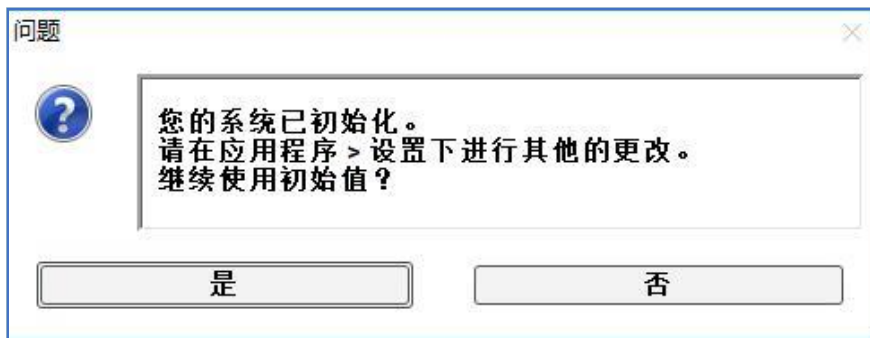 问题
您的系统已初始化。
请在应用程序 > 设置下进行其他的更改。
继续使用初始值？
是
否